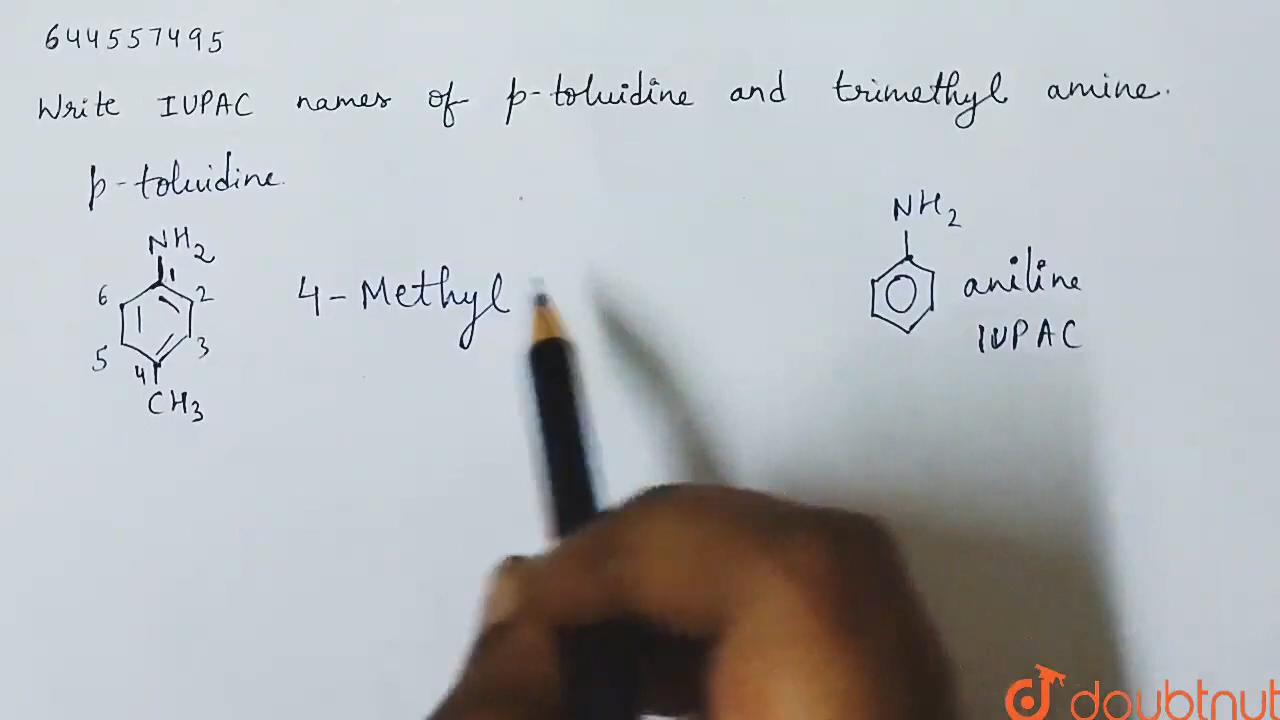 644557495
Write IUPAC names of p-toluidine and trimethyl amine.
p-toluidine.
NH2
1
6 2
5 3
4
CH3
4-Methyl
NH2
aniline
IUPAC
doubtnut